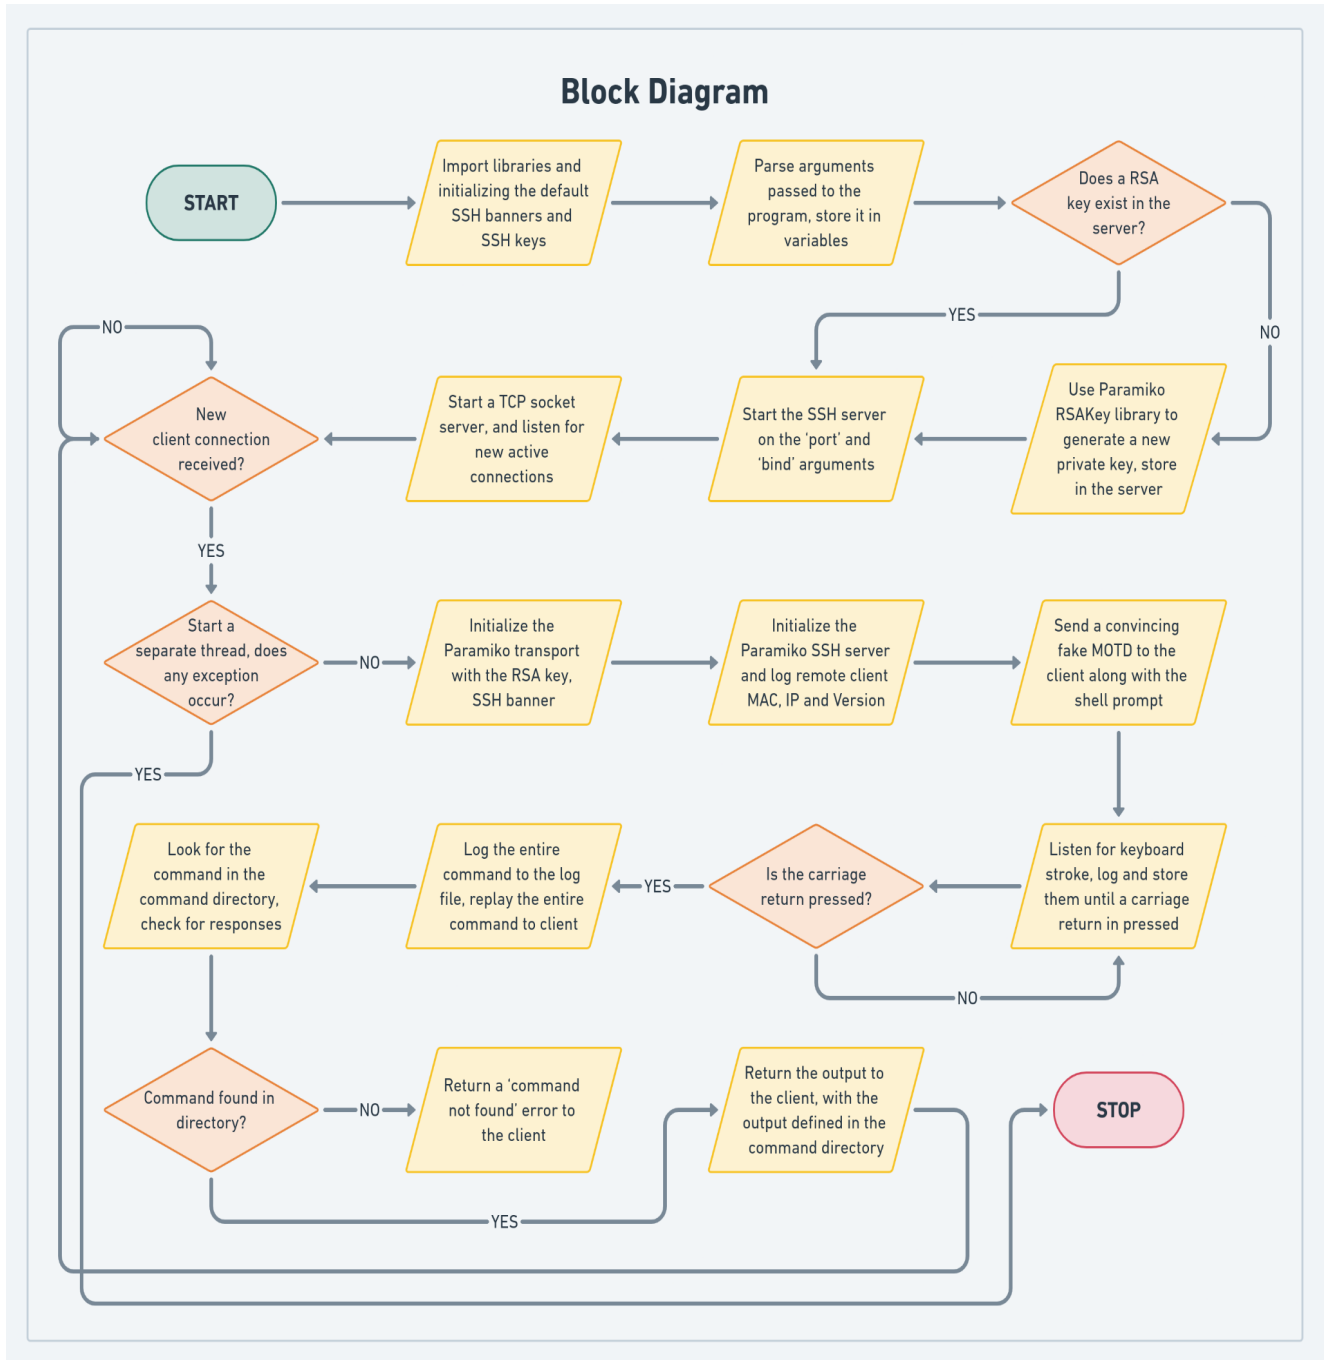 Block Diagram
START
Import libraries and
initializing the default
SSH banners and
SSH keys
Parse arguments
passed to the
program, store it in
variables
Does a RSA
key exist in the
server?
NO
YES
NO
New
client connection
received?
Start a TCP socket
server, and listen for
new active
connections
Start the SSH server
on the ‘port’ and
‘bind’ arguments
Use Paramiko
RSAKey library to
generate a new
private key, store
in the server
YES
Start a
separate thread, does
any exception
occur?
NO
Initialize the
Paramiko transport
with the RSA key,
SSH banner
Initialize the
Paramiko SSH server
and log remote client
MAC, IP and Version
Send a convincing
fake MOTD to the
client along with the
shell prompt
YES
Look for the
command in the
command directory,
check for responses
Log the entire
command to the log
file, replay the entire
command to client
YES
Is the carriage
return pressed?
Listen for keyboard
stroke, log and store
them until a carriage
return in pressed
NO
Command found in
directory?
NO
Return a ‘command
not found’ error to
the client
Return the output to
the client, with the
output defined in the
command directory
STOP
YES